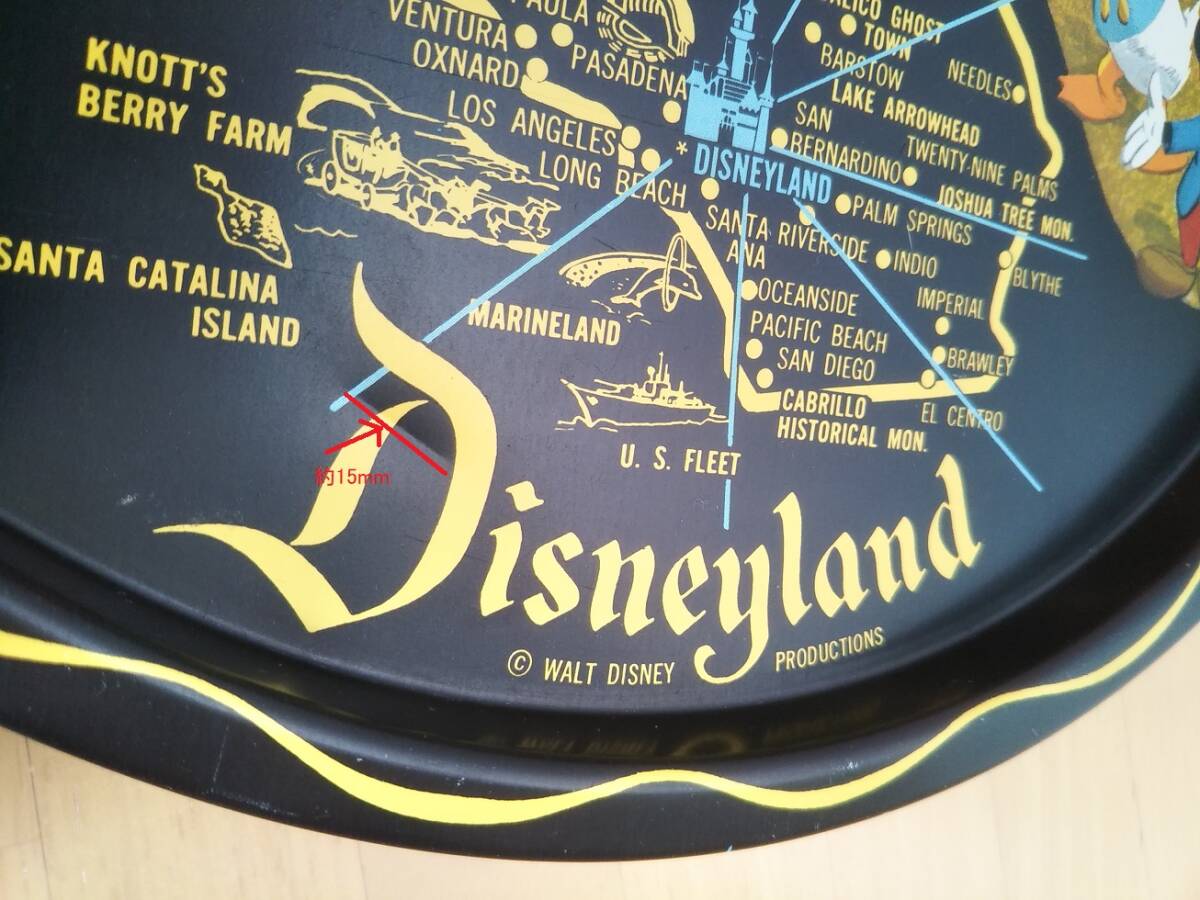 PAULA
VENTURA
OXNARD
PASADENA
KNOTT'S
BERRY FARM
LOS ANGELES
LONG BEACH
* DISNEYLAND
CALICO GHOST
TOWN
BARSTOW
NEEDLES
LAKE ARROWHEAD
SAN
BERNARDINO
TWENTY-NINE PALMS
JOSHUA TREE MON.
PALM SPRINGS
SANTA
ANA
RIVERSIDE
INDIO
BLYTHE
SANTA CATALINA
ISLAND
MARINELAND
OCEANSIDE
IMPERIAL
PACIFIC BEACH
SAN DIEGO
BRAWLEY
CABRILLO
HISTORICAL MON.
EL CENTRO
U. S. FLEET
約15mm
Disneyland
© WALT DISNEY PRODUCTIONS